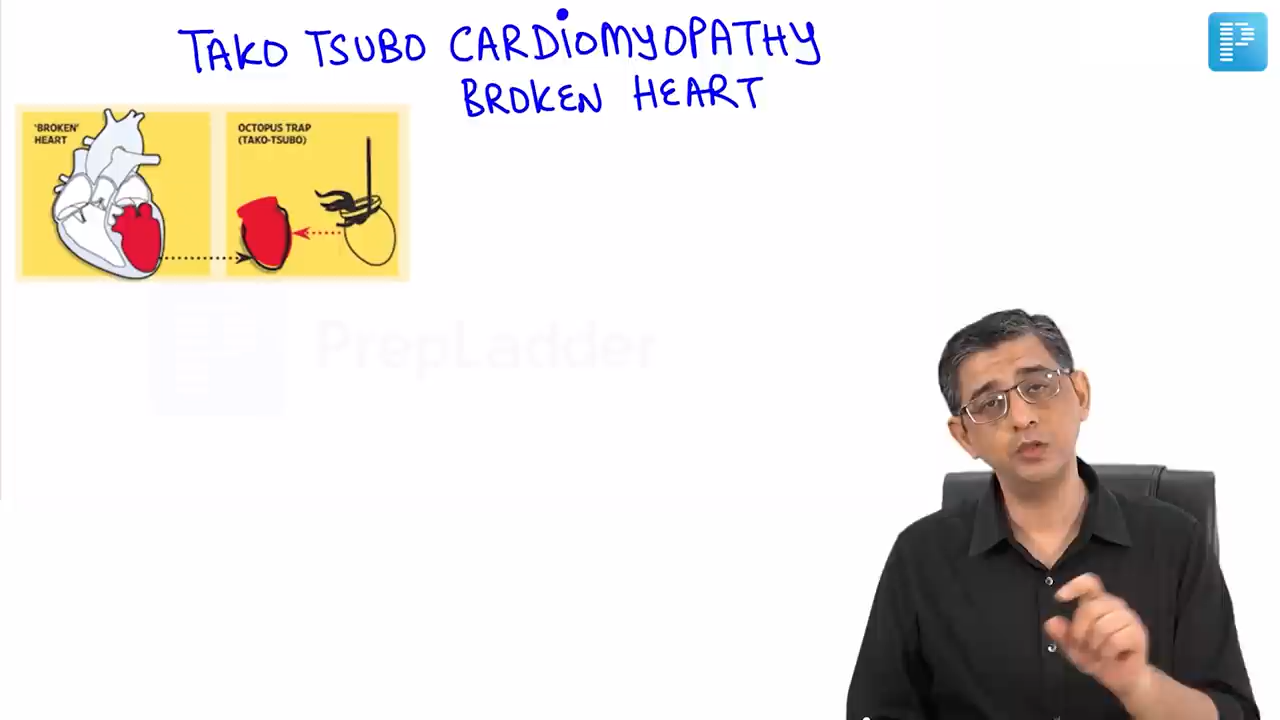 TAKO TSUBO CARDiOMYOPATHY
BROKEN HEART
'BROKEN'
HEART
OCTOPUS TRAP
(TAKO-TSUBO)
PrepLadder